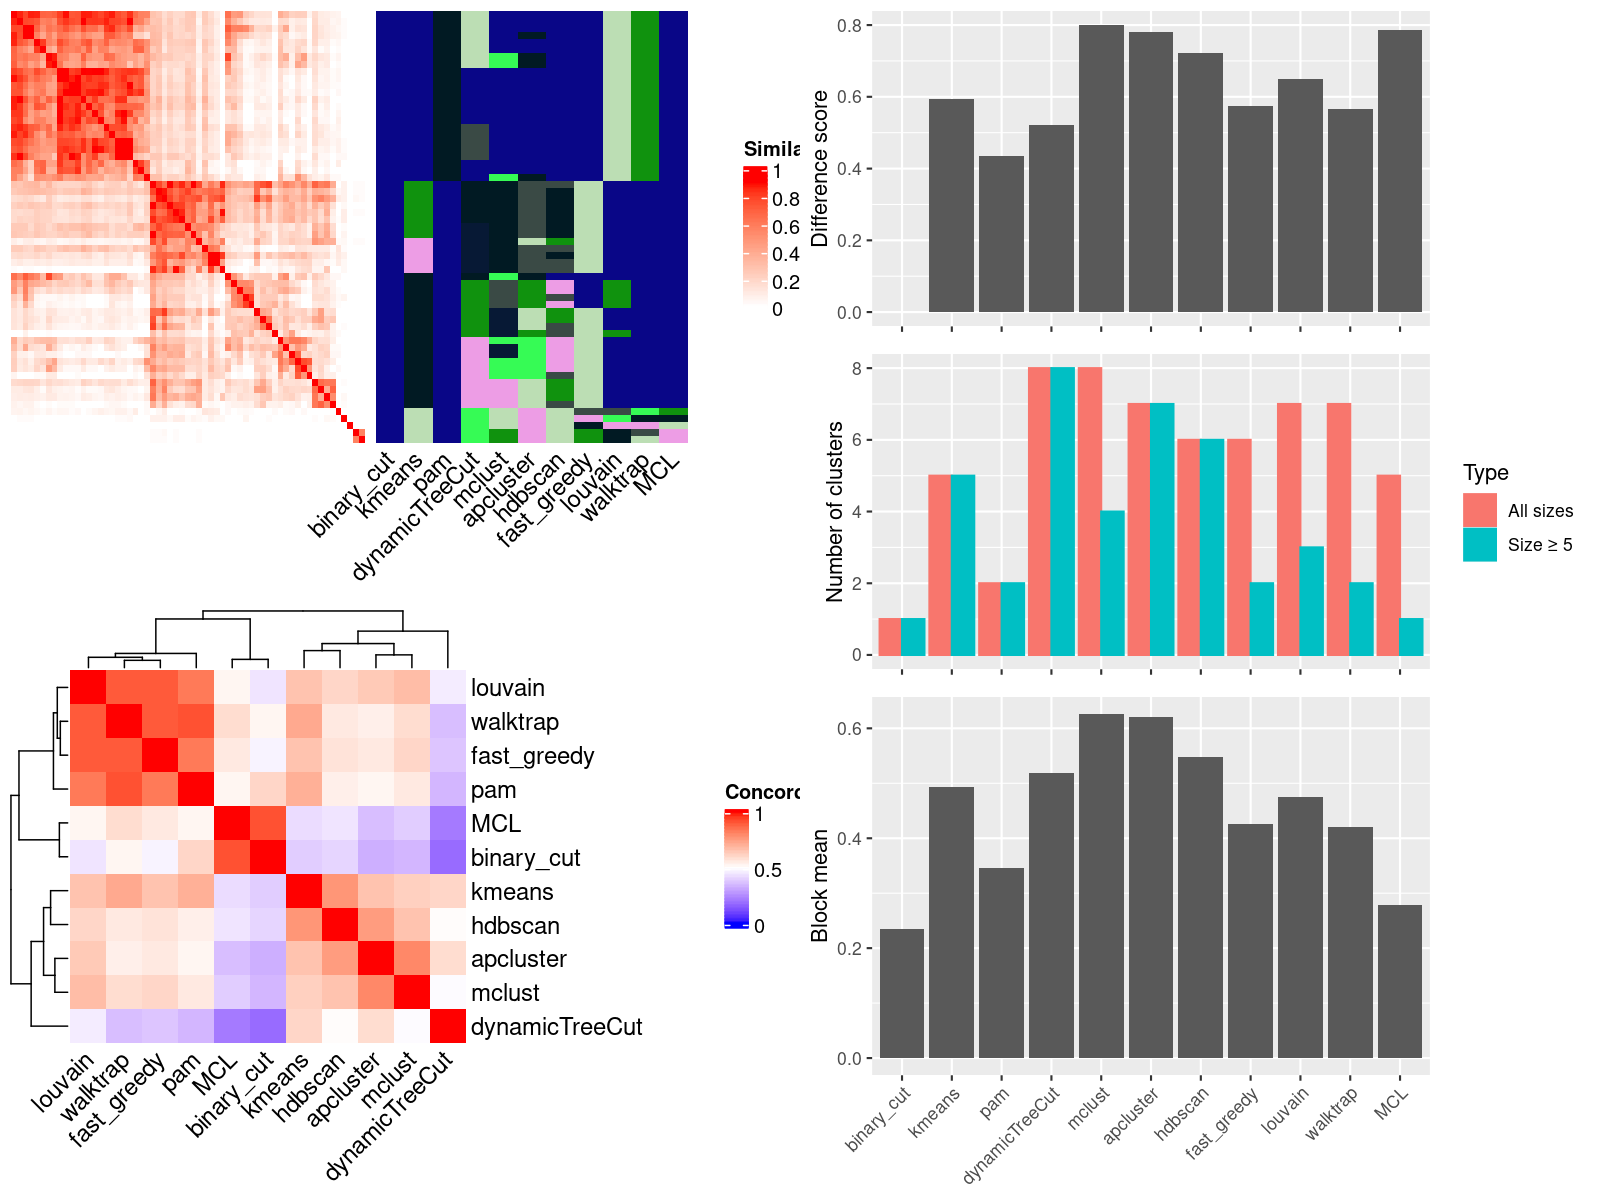 Simila
1
0.8
0.6
0.4
0.2
0
binary_cut
kmeans
pam
dynamicTreeCut
mclust
apcluster
hdbscan
fast_greedy
louvain
walktrap
MCL
louvain
walktrap
fast_greedy
pam
MCL
binary_cut
kmeans
hdbscan
apcluster
mclust
dynamicTreeCut
louvain
walktrap
fast_greedy
pam
MCL
binary_cut
kmeans
hdbscan
apcluster
mclust
dynamicTreeCut
Concord
1
0.5
0
Difference score
0.8
0.6
0.4
0.2
0.0
Number of clusters
8
6
4
2
0
Type
All sizes
Size ≥ 5
Block mean
0.6
0.4
0.2
0.0
binary_cut
kmeans
pam
dynamicTreeCut
mclust
apcluster
hdbscan
fast_greedy
louvain
walktrap
MCL